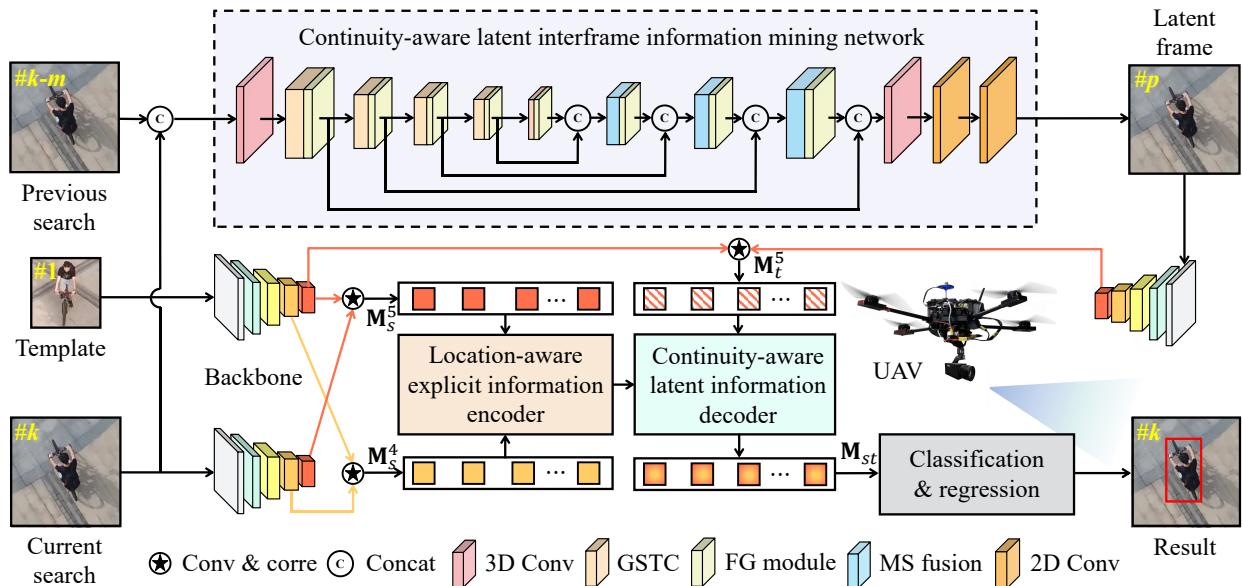 Continuity-aware latent interframe information mining network
Latent
frame
#k-m
#p
C
C
C
C
C
Previous
search
#1
Template
Backbone
M_s^5
M_t^5
Location-aware
explicit information
encoder
Continuity-aware
latent information
decoder
UAV
#k
M_s^4
M_st
Classification
& regression
#k
Current
search
Result
Conv & corre
C
Concat
3D Conv
GSTC
FG module
MS fusion
2D Conv